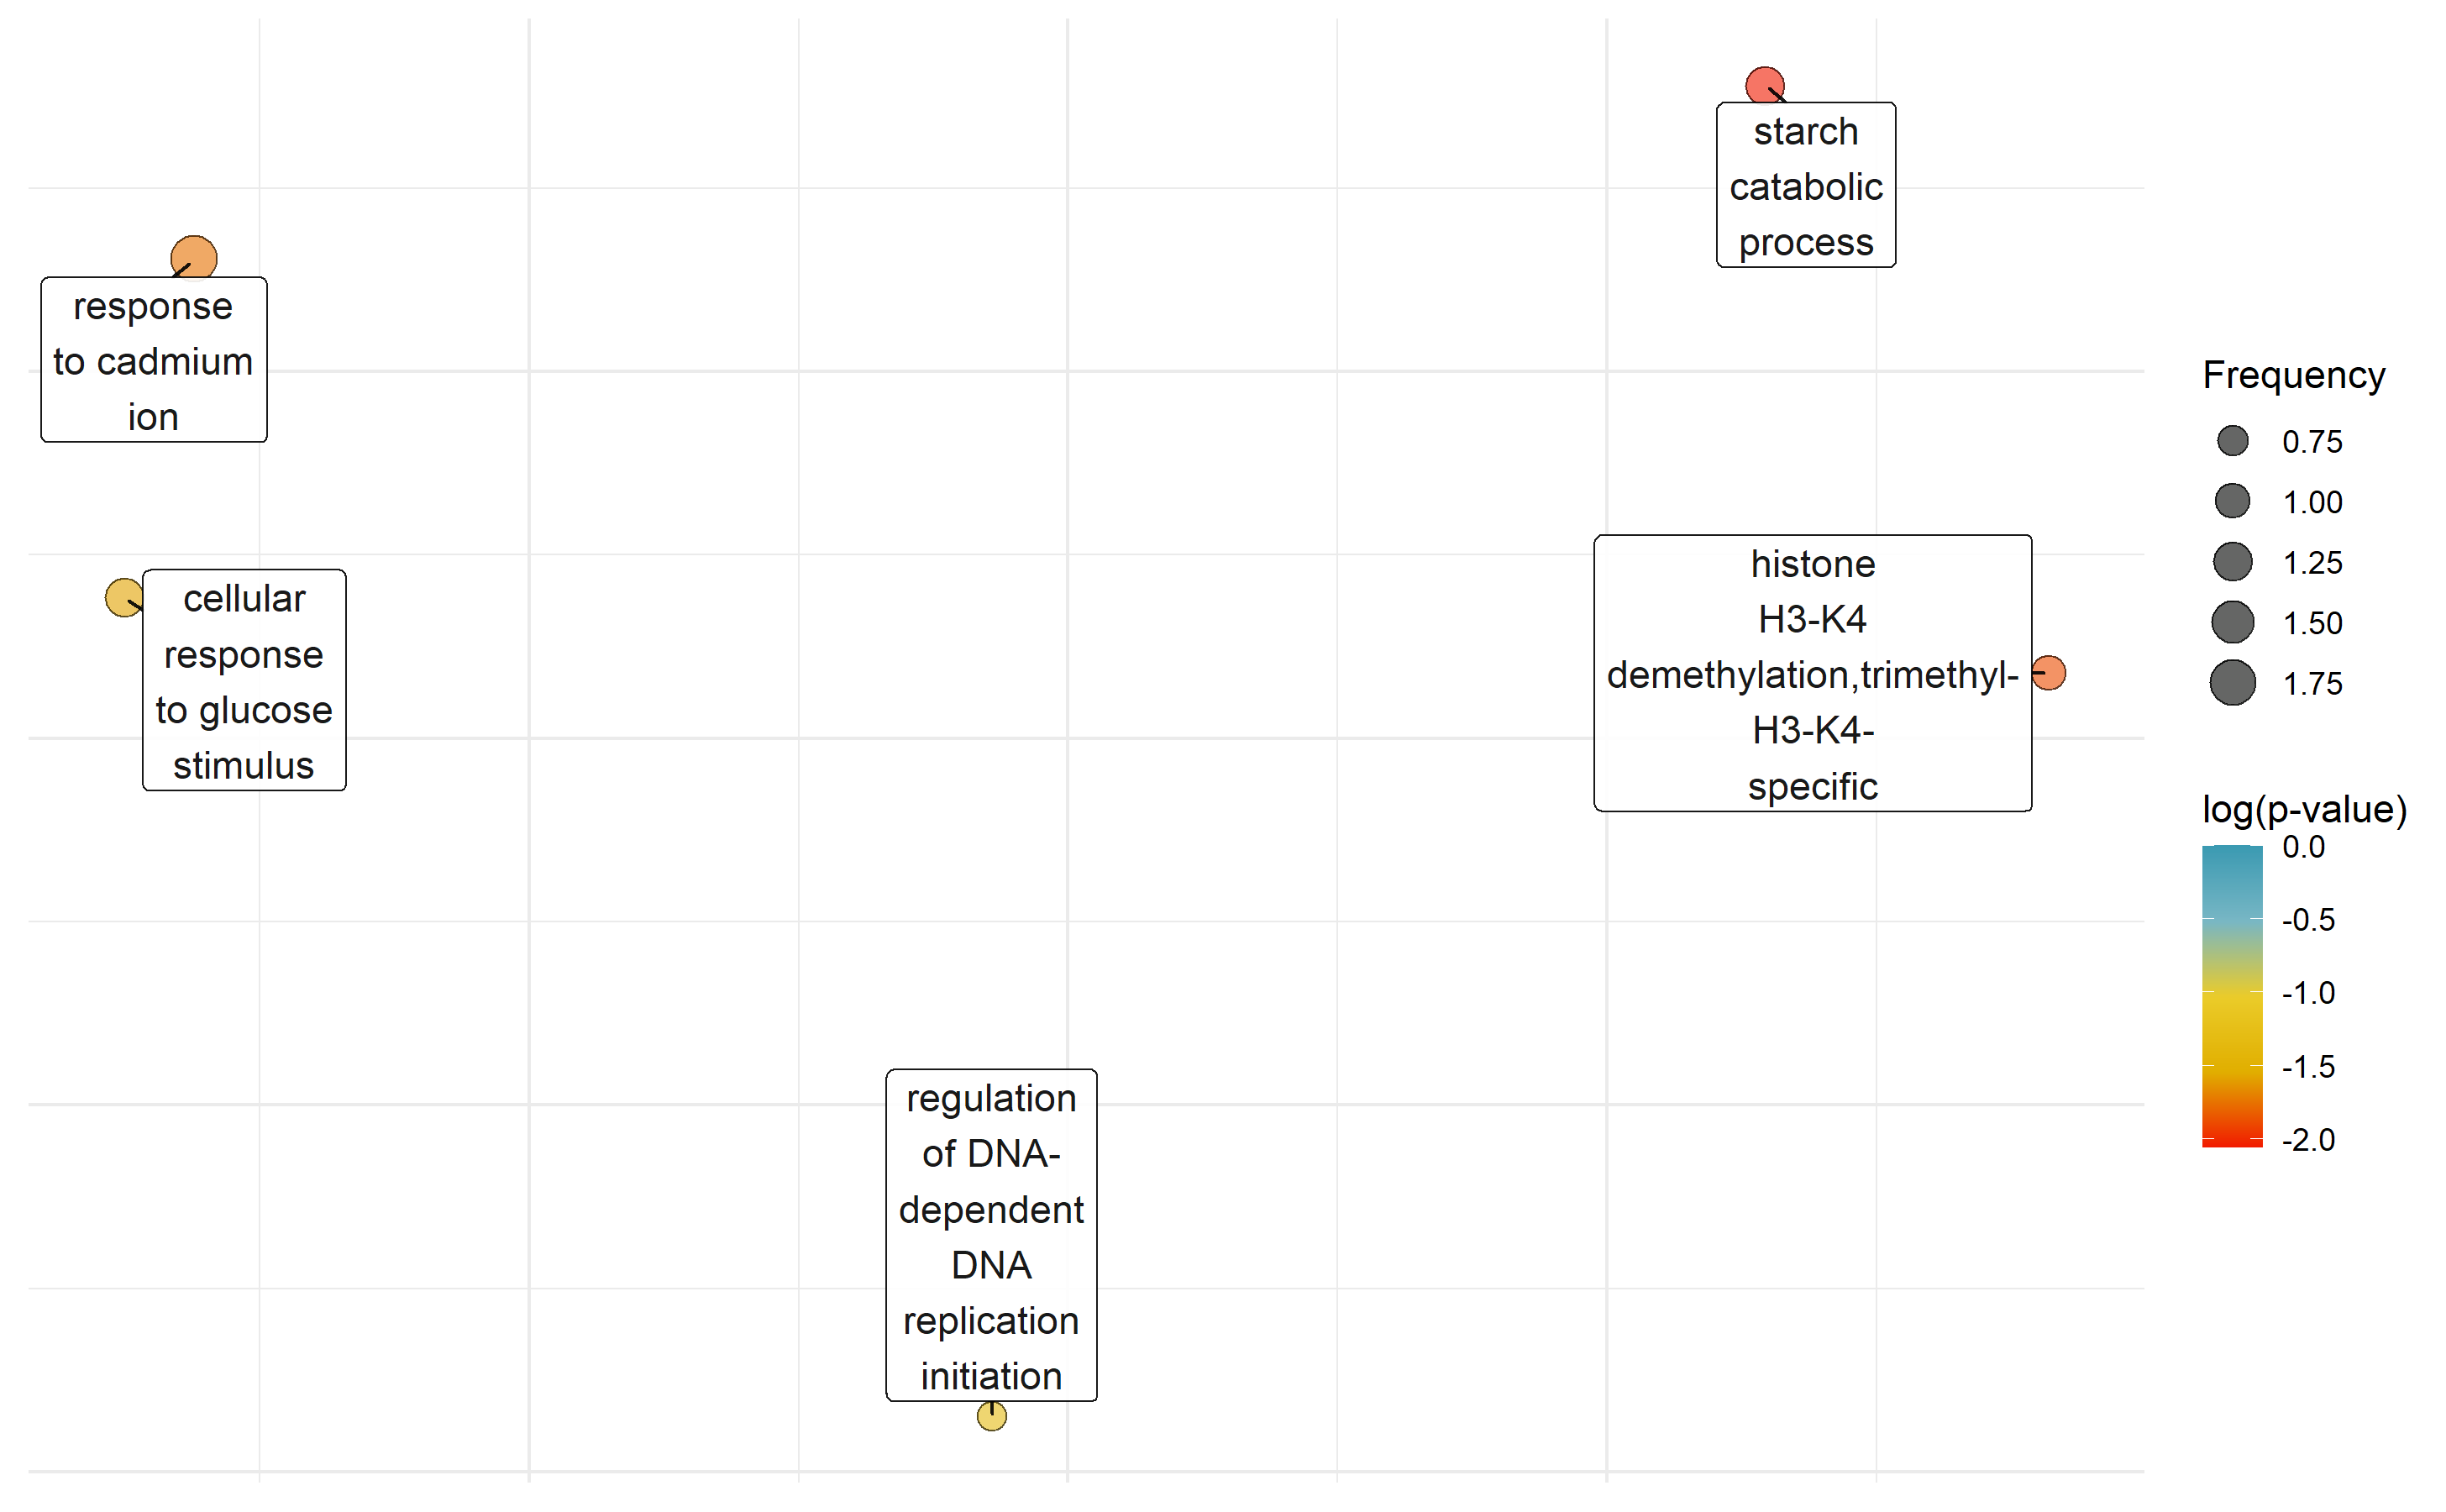 starch
catabolic
process
response
to cadmium
ion
cellular
response
to glucose
stimulus
histone
H3-K4
demethylation,trimethyl-
H3-K4-
specific
regulation
of DNA-
dependent
DNA
replication
initiation
Frequency
0.75
1.00
1.25
1.50
1.75
log(p-value)
0.0
-0.5
-1.0
-1.5
-2.0